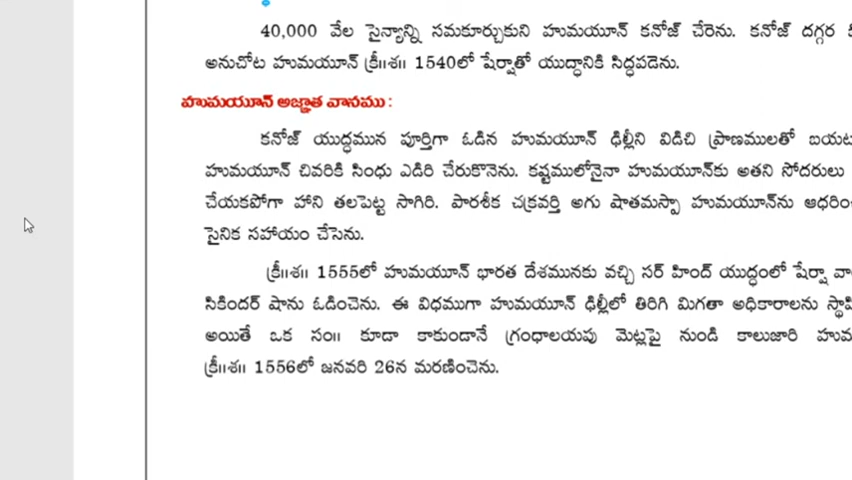 40,000 వేల సైన్యాన్ని సమకూర్చుకుని హుమయూన్ కనోజ్ చేరెను. కనోజ్ దగ్గర
అనుచోట హుమయూన్ క్రీ॥శ॥ 1540లో షేర్షాతో యుద్ధానికి సిద్ధపడెను.
హుమయూన్ అజ్ఞాత వాసము :
కనోజ్ యుద్ధమున పూర్తిగా ఓడిన హుమయూన్ ఢిల్లీని విడిచి ప్రాణములతో బయట
హుమయూన్ చివరికి సింధు ఎడిరి చేరుకొనెను. కష్టములోనైనా హుమయూన్‌కు అతని సోదరులు
చేయకపోగా హాని తలపెట్ట సాగిరి. పారశీక చక్రవర్తి అగు షాతమస్పా హుమయూన్‌ను ఆధరించ
సైనిక సహాయం చేసెను.
క్రీ॥శ॥ 1555లో హుమయూన్ భారత దేశమునకు వచ్చి సర్ హింద్ యుద్ధంలో షేర్షా వా
సికిందర్ షాను ఓడించెను. ఈ విధముగా హుమయూన్ ఢిల్లీలో తిరిగి మిగతా అధికారాలను స్థాపి
అయితే ఒక సం॥ కూడా కాకుండానే గ్రంధాలయపు మెట్లపై నుండి కాలుజారి హుమ
క్రీ॥శ॥ 1556లో జనవరి 26న మరణించెను.